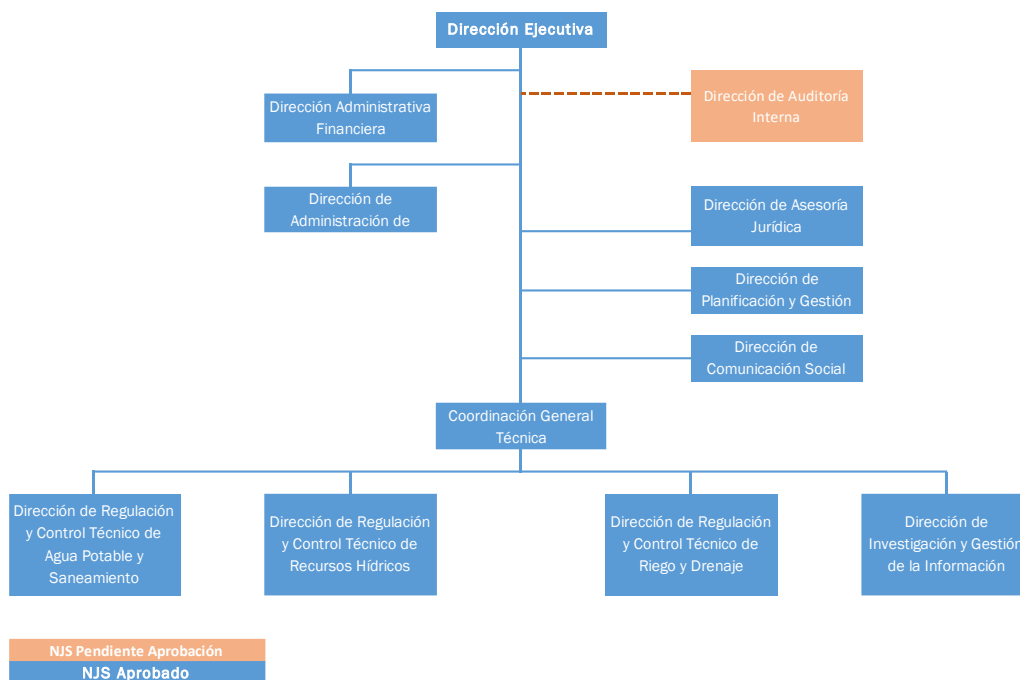 Dirección Ejecutiva
Dirección Administrativa
Financiera
Dirección de Auditoría
Interna
Dirección de
Administración de
Dirección de Asesoría
Jurídica
Dirección de
Planificación y Gestión
Dirección de
Comunicación Social
Coordinación General
Técnica
Dirección de Regulación
y Control Técnico de
Agua Potable y
Saneamiento
Dirección de Regulación
y Control Técnico de
Recursos Hídricos
Dirección de Regulación
y Control Técnico de
Riego y Drenaje
Dirección de
Investigación y Gestión
de la Información
NJS Pendiente Aprobación
NJS Aprobado